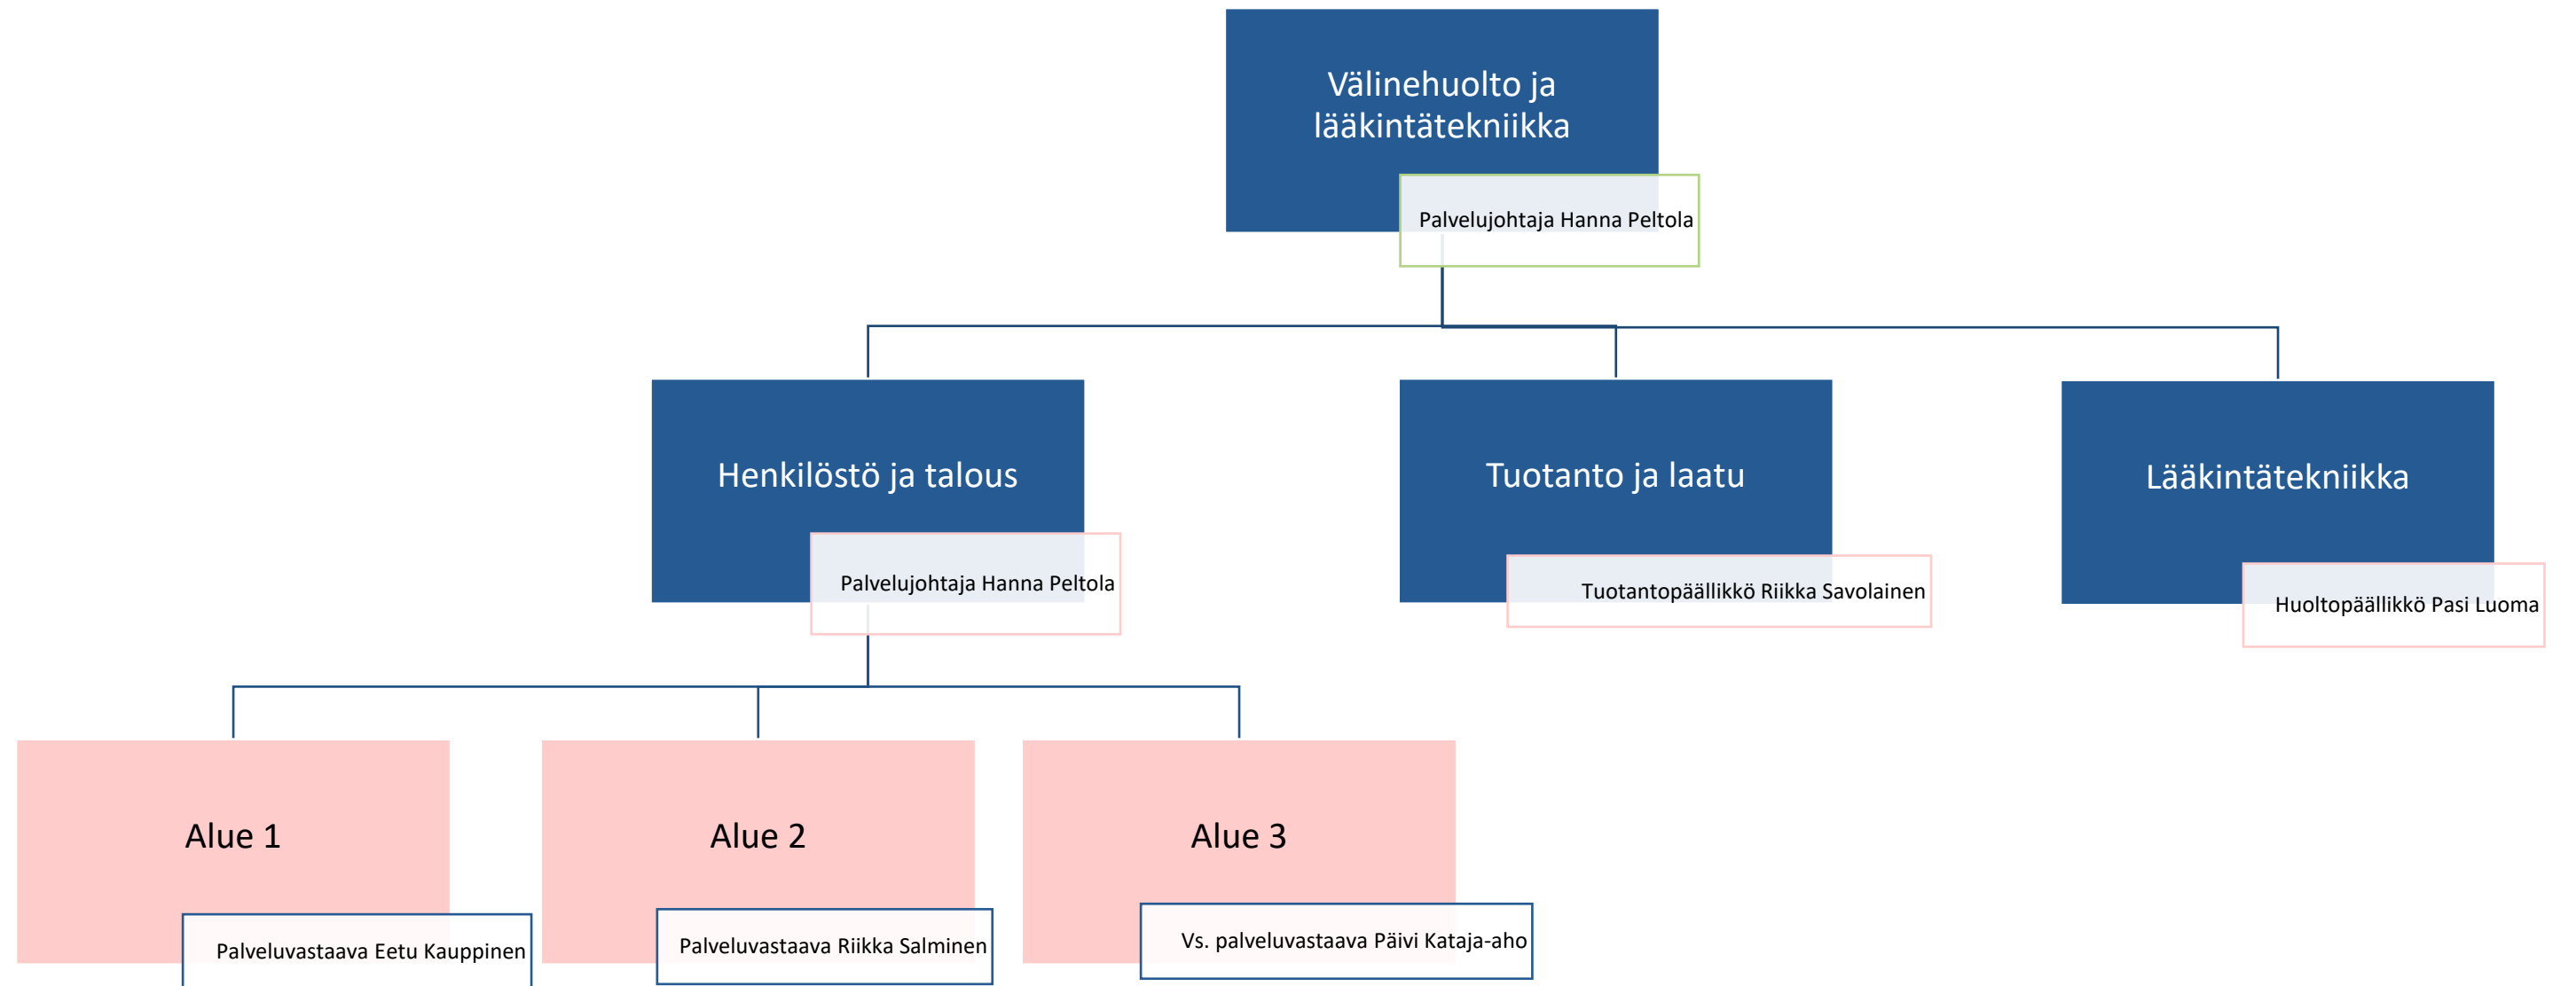 Välinehuolto ja
lääkintätekniikka
Palvelujohtaja Hanna Peltola
Henkilöstö ja talous
Palvelujohtaja Hanna Peltola
Tuotanto ja laatu
Tuotantopäällikkö Riikka Savolainen
Lääkintätekniikka
Huoltopäällikkö Pasi Luoma
Alue 1
Palveluvastaava Eetu Kauppinen
Alue 2
Palveluvastaava Riikka Salminen
Alue 3
Vs. palveluvastaava Päivi Kataja-aho